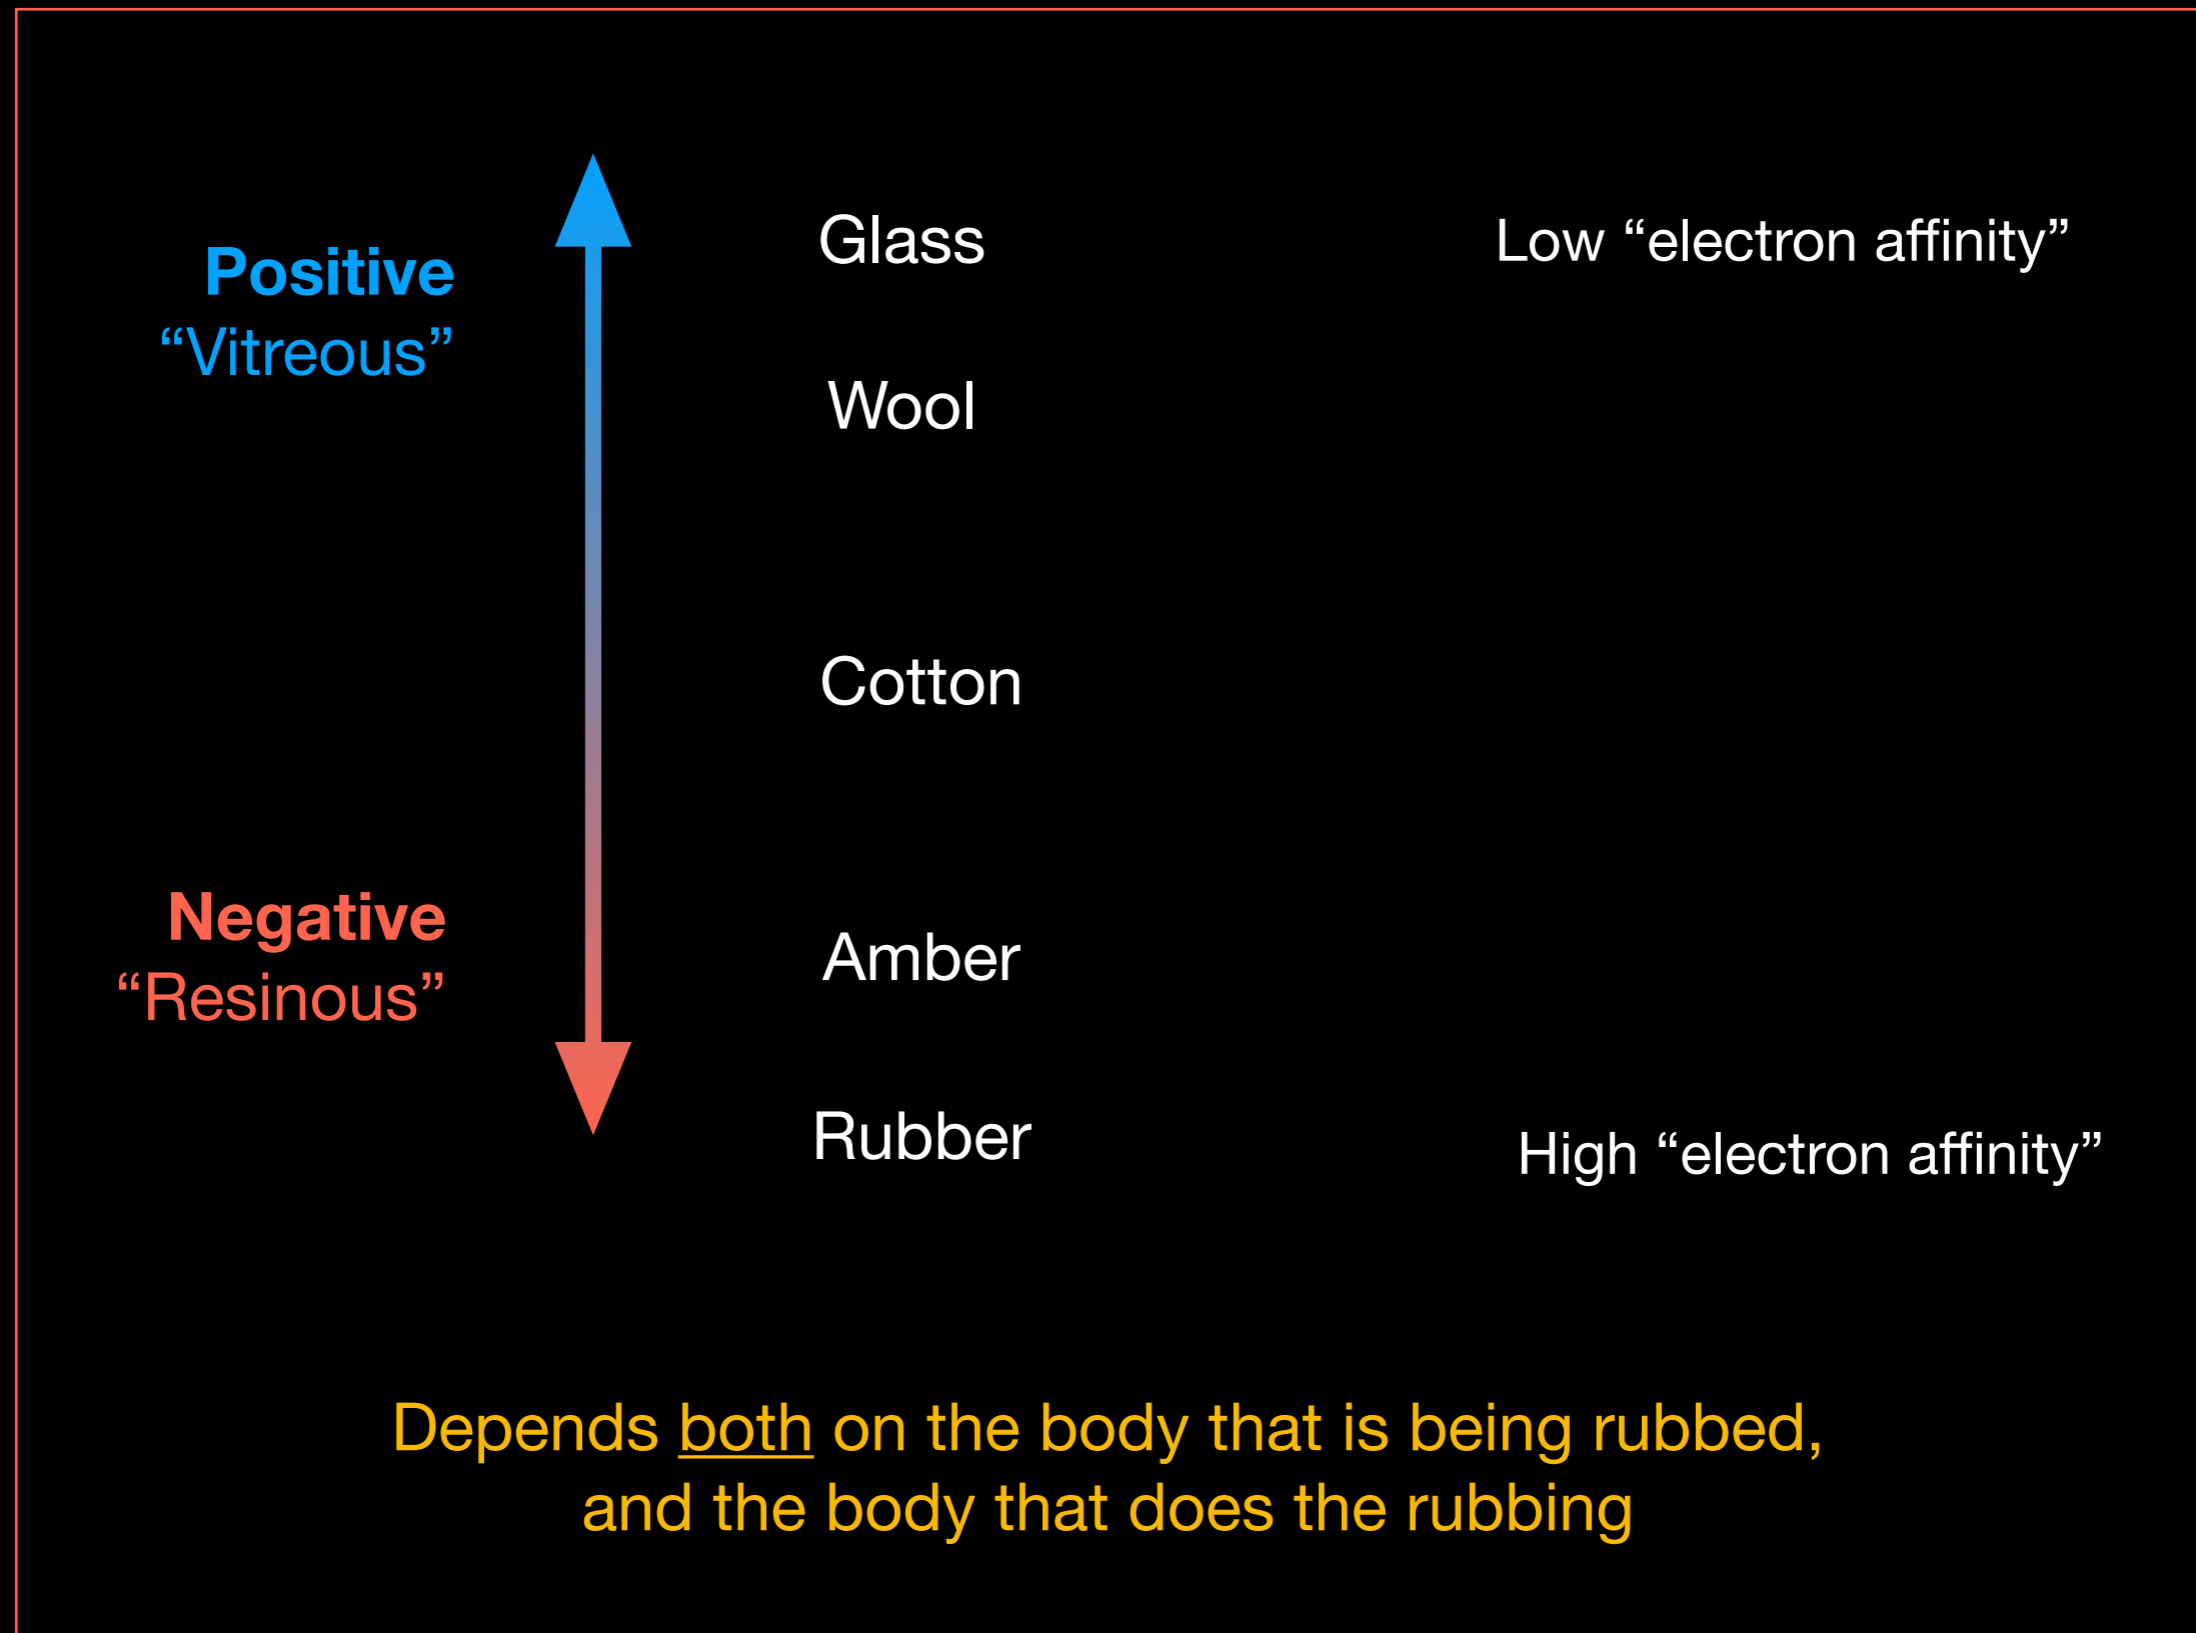 Glass
Low “electron affinity”
Positive
“Vitreous”
Wool
Cotton
Negative
“Resinous”
Amber
Rubber
High “electron affinity”
Depends both on the body that is being rubbed,
and the body that does the rubbing